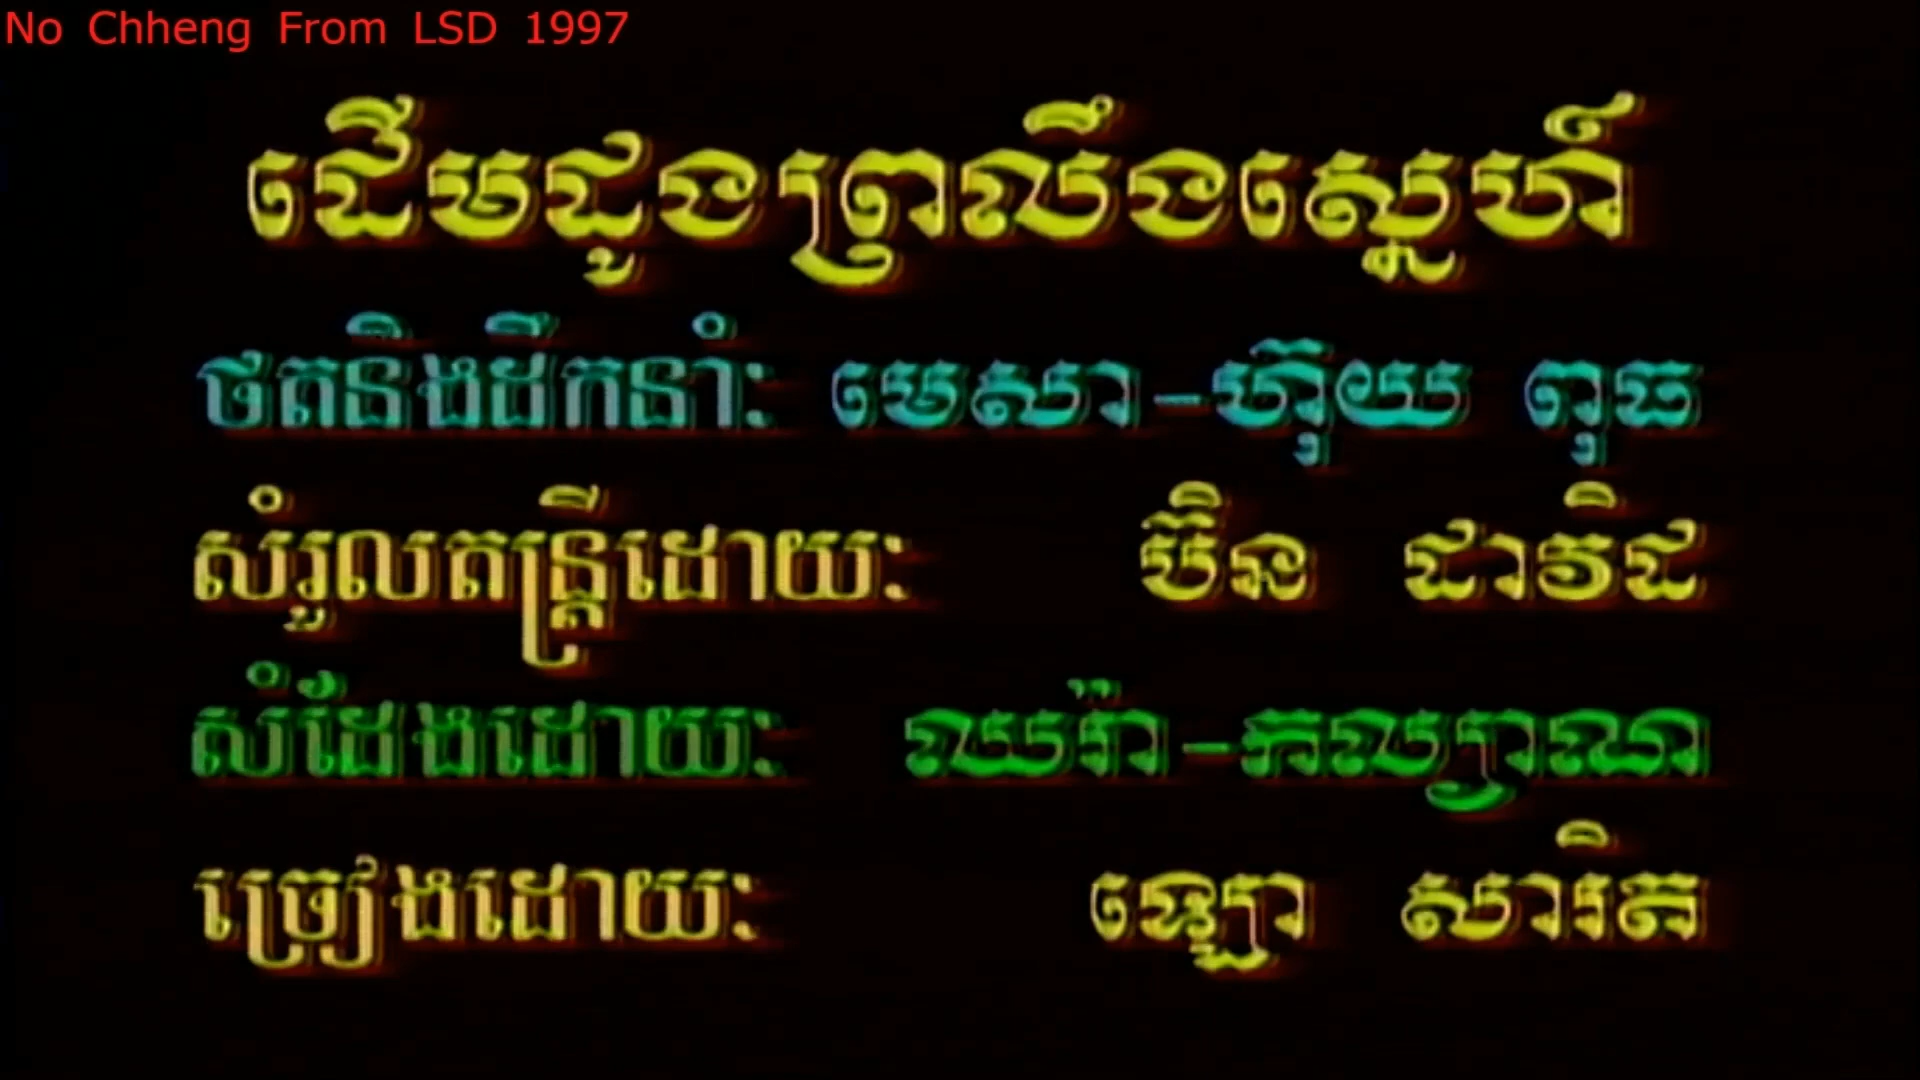 No Chheng From LSD 1997
ដើមដូងព្រលឹងស្នេហ៍
ថតនិងដឹកនាំៈ មេសា-ហ៊ុយ ពុធ
សំរួលតន្ត្រីដោយៈ ប៊ិន ដាវិដ
សំដែងដោយៈ ឈរ៉ា-កល្យាណ
ច្រៀងដោយៈ ឡោ សារិត